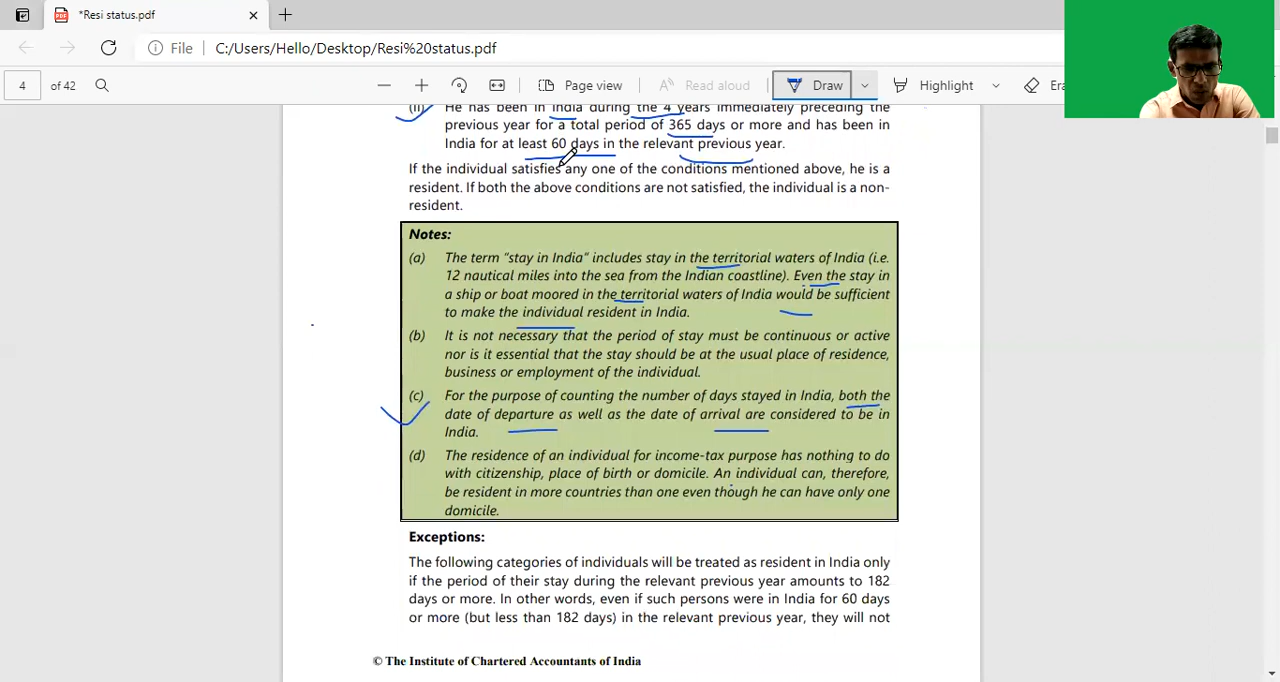 *Resi status.pdf
File C:/Users/Hello/Desktop/Resi%20status.pdf
4 of 42 Page view Read aloud Draw Highlight Era
(ii) He has been in India during the 4 years immediately preceding the
previous year for a total period of 365 days or more and has been in
India for at least 60 days in the relevant previous year.
If the individual satisfies any one of the conditions mentioned above, he is a
resident. If both the above conditions are not satisfied, the individual is a non-
resident.
Notes:
(a) The term “stay in India” includes stay in the territorial waters of India (i.e.
12 nautical miles into the sea from the Indian coastline). Even the stay in
a ship or boat moored in the territorial waters of India would be sufficient
to make the individual resident in India.
(b) It is not necessary that the period of stay must be continuous or active
nor is it essential that the stay should be at the usual place of residence,
business or employment of the individual.
(c) For the purpose of counting the number of days stayed in India, both the
date of departure as well as the date of arrival are considered to be in
India.
(d) The residence of an individual for income-tax purpose has nothing to do
with citizenship, place of birth or domicile. An individual can, therefore,
be resident in more countries than one even though he can have only one
domicile.
Exceptions:
The following categories of individuals will be treated as resident in India only
if the period of their stay during the relevant previous year amounts to 182
days or more. In other words, even if such persons were in India for 60 days
or more (but less than 182 days) in the relevant previous year, they will not
© The Institute of Chartered Accountants of India